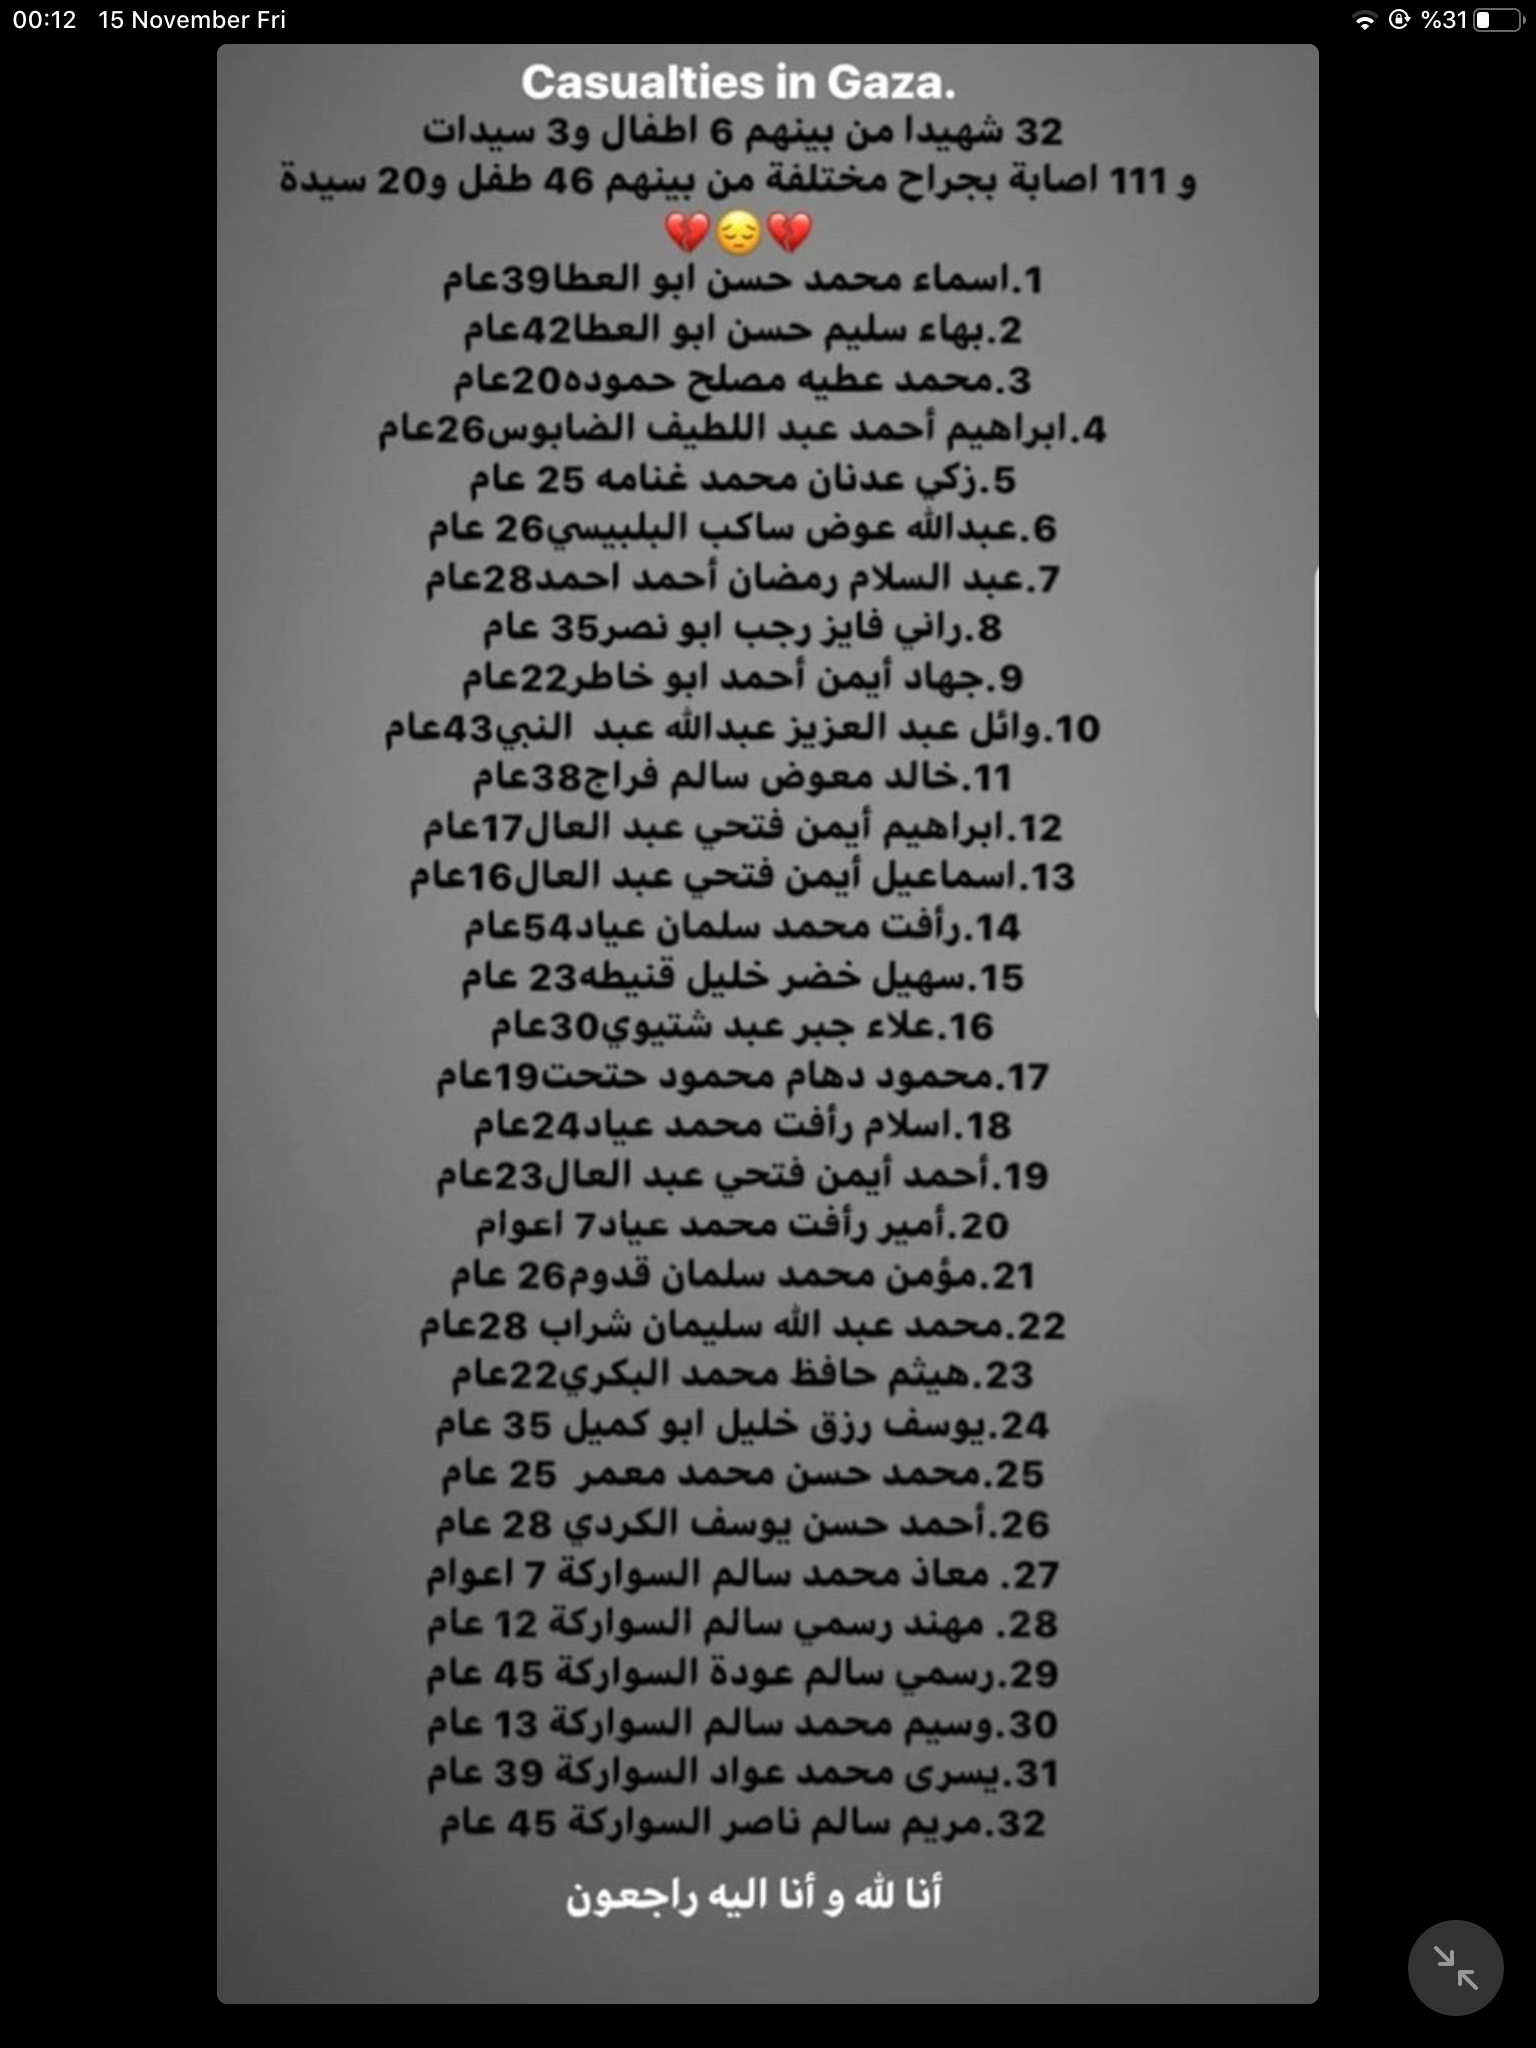 00:12 15 November Fri %31
Casualties in Gaza.
32 شهيدا من بينهم 6 اطفال و3 سيدات
و 111 اصابة بجراح مختلفة من بينهم 46 طفل و20 سيدة
💔😔💔
1.اسماء محمد حسن ابو العطا39عام
2.بهاء سليم حسن ابو العطا42عام
3.محمد عطيه مصلح حموده20عام
4.ابراهيم أحمد عبد اللطيف الضابوس26عام
5.زكي عدنان محمد غنامه 25 عام
6.عبدالله عوض ساكب البلبيسي26 عام
7.عبد السلام رمضان أحمد احمد28عام
8.راني فايز رجب ابو نصر35 عام
9.جهاد أيمن أحمد ابو خاطر22عام
10.وائل عبد العزيز عبدالله عبد  النبي43عام
11.خالد معوض سالم فراج38عام
12.ابراهيم أيمن فتحي عبد العال17عام
13.اسماعيل أيمن فتحي عبد العال16عام
14.رأفت محمد سلمان عياد54عام
15.سهيل خضر خليل قنيطه23 عام
16.علاء جبر عبد شتيوي30عام
17.محمود دهام محمود حتحت19عام
18.اسلام رأفت محمد عياد24عام
19.أحمد أيمن فتحي عبد العال23عام
20.أمير رأفت محمد عياد7 اعوام
21.مؤمن محمد سلمان قدوم26 عام
22.محمد عبد الله سليمان شراب 28عام
23.هيثم حافظ محمد البكري22عام
24.يوسف رزق خليل ابو كميل 35 عام
25.محمد حسن محمد معمر  25 عام
26.أحمد حسن يوسف الكردي 28 عام
27. معاذ محمد سالم السواركة 7 اعوام
28. مهند رسمي سالم السواركة 12 عام
29.رسمي سالم عودة السواركة 45 عام
30.وسيم محمد سالم السواركة 13 عام
31.يسرى محمد عواد السواركة 39 عام
32.مريم سالم ناصر السواركة 45 عام
أنا لله و أنا اليه راجعون